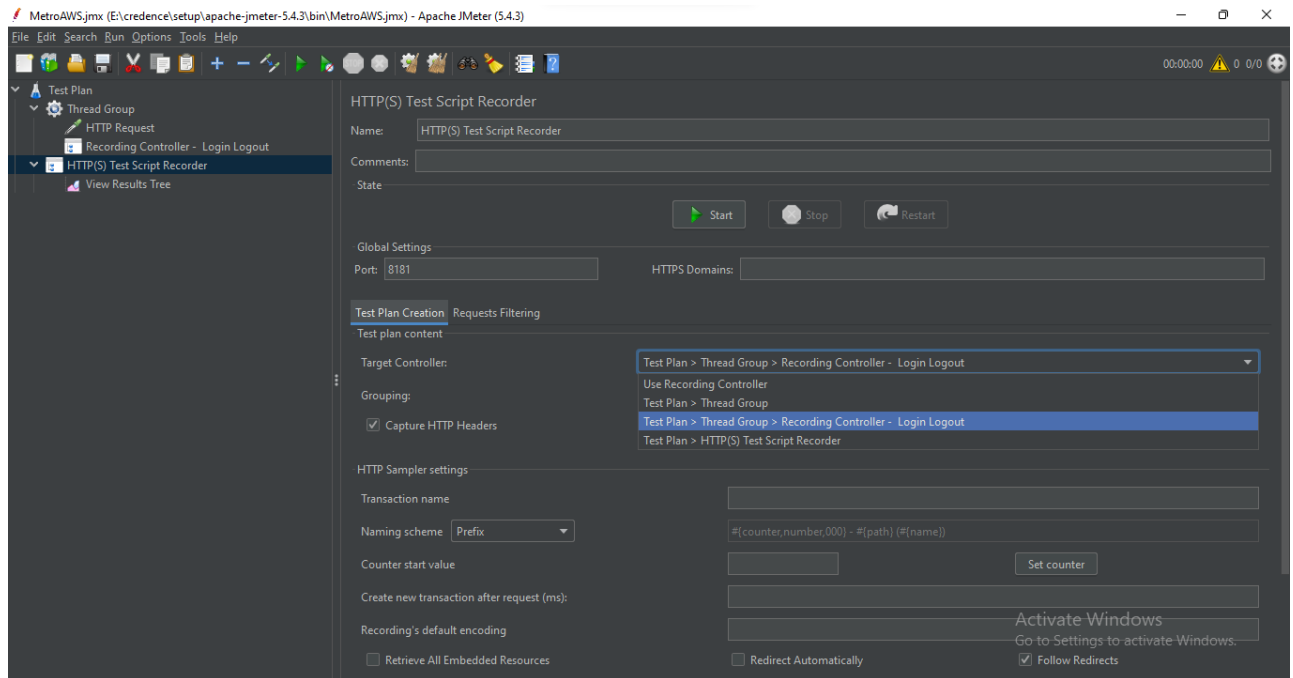 MetroAWS.jmx (E:\credence\setup\apache-jmeter-5.4.3\bin\MetroAWS.jmx) - Apache JMeter (5.4.3)
File Edit Search Run Options Tools Help
00:00:00 0 0/0
Test Plan
Thread Group
HTTP Request
Recording Controller - Login Logout
HTTP(S) Test Script Recorder
View Results Tree
HTTP(S) Test Script Recorder
Name: HTTP(S) Test Script Recorder
Comments:
State
Start Stop Restart
Global Settings
Port: 8181 HTTPS Domains:
Test Plan Creation Requests Filtering
Test plan content
Target Controller: Test Plan > Thread Group > Recording Controller - Login Logout
Use Recording Controller
Grouping: Test Plan > Thread Group
Capture HTTP Headers Test Plan > Thread Group > Recording Controller - Login Logout
Test Plan > HTTP(S) Test Script Recorder
HTTP Sampler settings
Transaction name
Naming scheme Prefix #{counter,number,000} - #{path} (#{name})
Counter start value Set counter
Create new transaction after request (ms):
Recording's default encoding
Activate Windows
Go to Settings to activate Windows.
Retrieve All Embedded Resources Redirect Automatically Follow Redirects